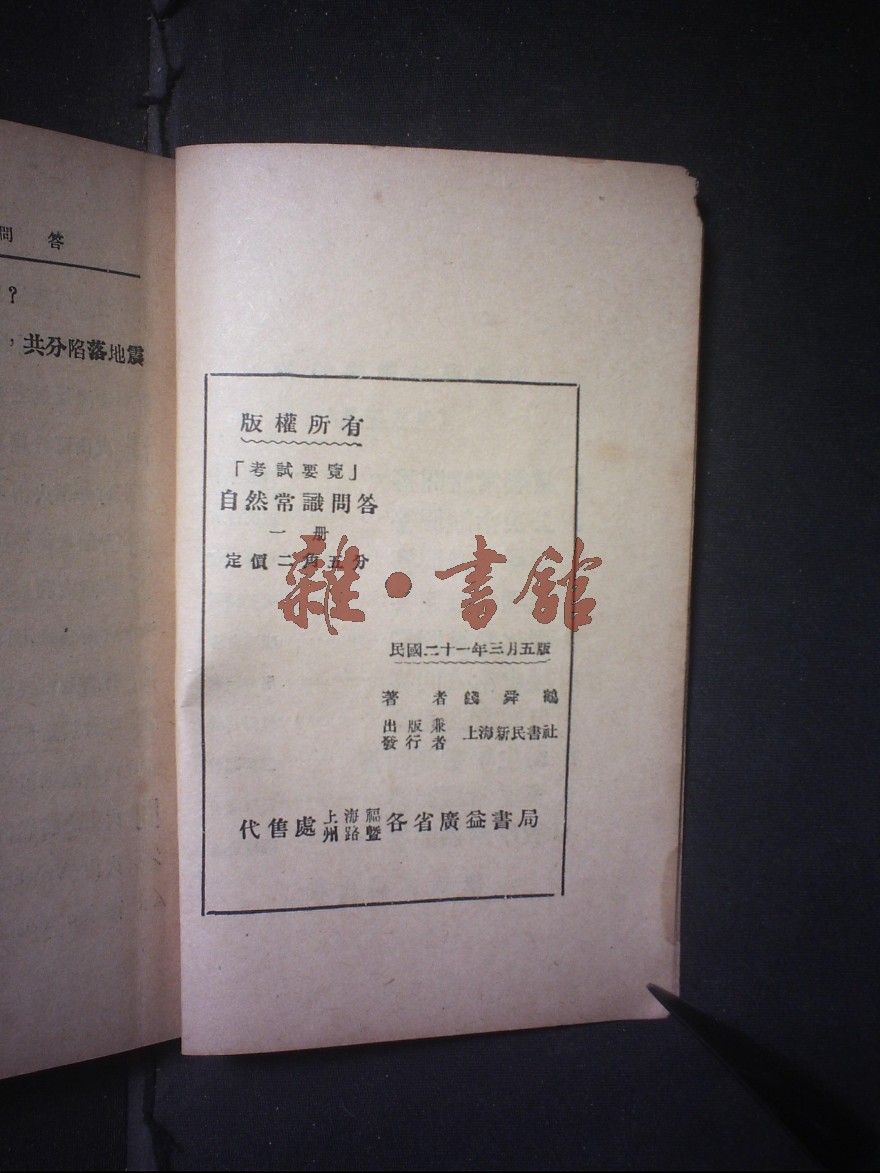 問答
?
，共分陷落地震
版權所有
「考試要覽」
自然常識問答
一册
定價二角五分
雜·書館
民國二十一年三月五版
著者錢舜鶴
出版兼
發行者
上海新民書社
代售處上海福州路暨各省廣益書局